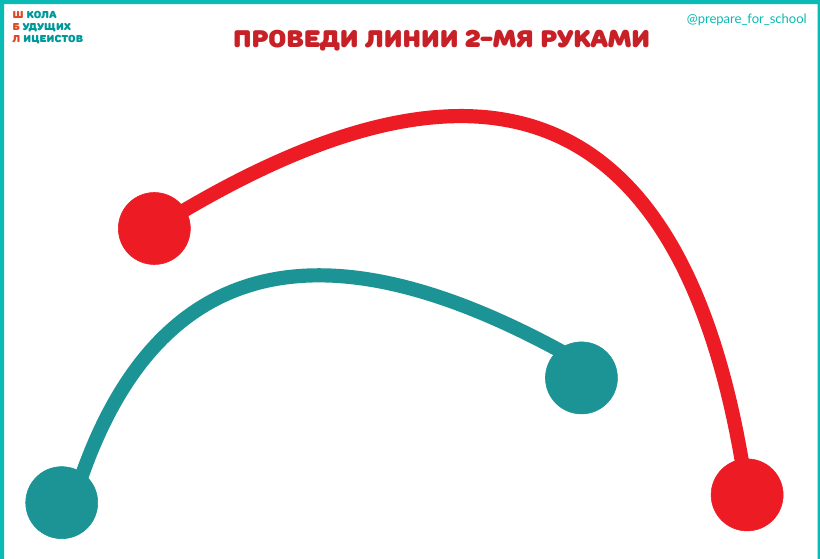 Ш КОЛА
Б УДУЩИХ
Л ИЦЕИСТОВ
@prepare_for_school
ПРОВЕДИ ЛИНИИ 2-МЯ РУКАМИ